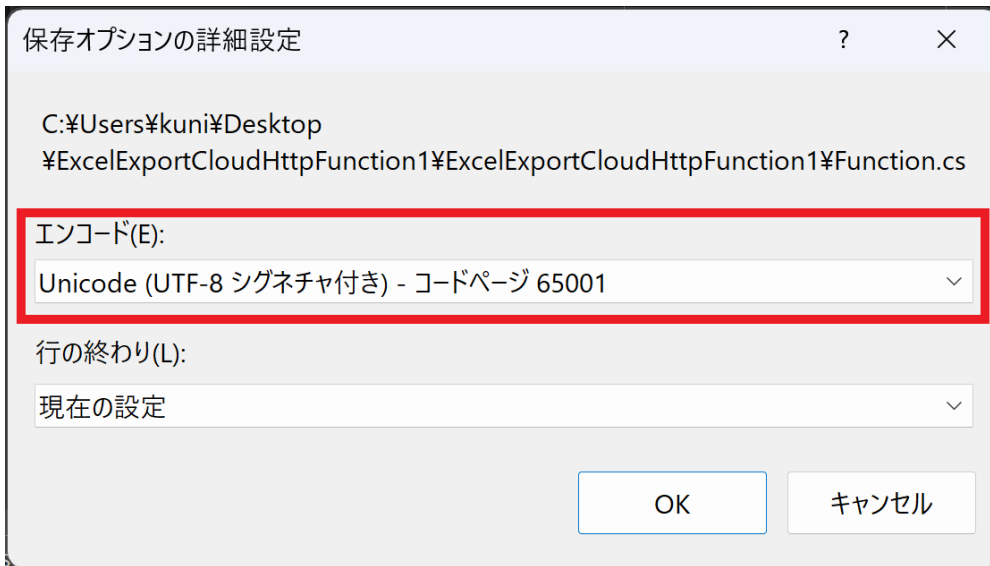 保存オプションの詳細設定
?
C:¥Users¥kuni¥Desktop
¥ExcelExportCloudHttpFunction1¥ExcelExportCloudHttpFunction1¥Function.cs
エンコード(E):
Unicode (UTF-8 シグネチャ付き) - コードページ 65001
行の終わり(L):
現在の設定
OK キャンセル